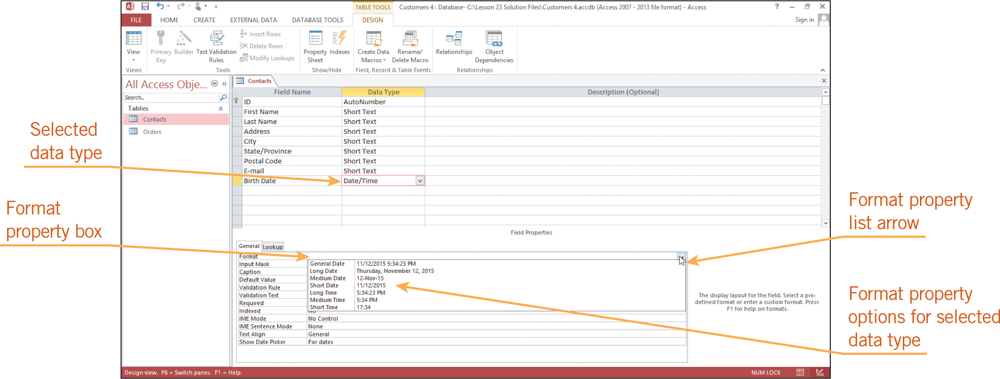 TABLE TOOLS
Customers 4 : Database- C:\Lesson 23 Solution Files\Customers 4.accdb (Access 2007 - 2013 file format) - Access
?
FILE HOME CREATE EXTERNAL DATA DATABASE TOOLS DESIGN
Sign in
View
Primary Key
Builder
Test Validation Rules
Insert Rows
Delete Rows
Modify Lookups
Property Sheet
Indexes
Create Data Macros
Rename/ Delete Macro
Relationships
Object Dependencies
Views
Tools
Show/Hide
Field, Record & Table Events
Relationships
All Access Obje...
Search...
Tables
Contacts
Orders
Contacts
Field Name Data Type Description (Optional)
ID AutoNumber
First Name Short Text
Last Name Short Text
Address Short Text
City Short Text
State/Province Short Text
Postal Code Short Text
E-mail Short Text
Birth Date Date/Time
Field Properties
General Lookup
Format
Input Mask
Caption
Default Value
Validation Rule
Validation Text
Required
Indexed No
IME Mode No Control
IME Sentence Mode None
Text Align General
Show Date Picker For dates
General Date 11/12/2015 5:34:23 PM
Long Date Thursday, November 12, 2015
Medium Date 12-Nov-15
Short Date 11/12/2015
Long Time 5:34:23 PM
Medium Time 5:34 PM
Short Time 17:34
The display layout for the field. Select a pre-
defined format or enter a custom format. Press
F1 for help on formats.
Design view. F6 = Switch panes. F1 = Help.
NUM LOCK
Selected
data type
Format
property box
Format property
list arrow
Format property
options for selected
data type